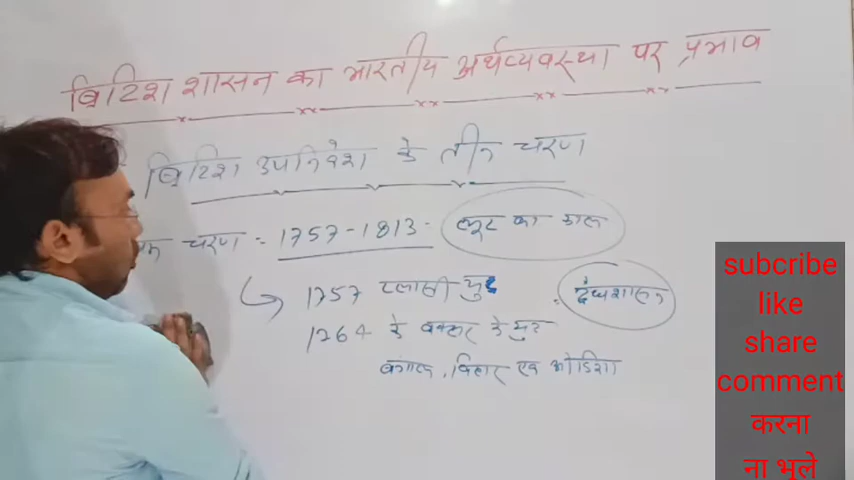 ब्रिटिश शासन का भारतीय अर्थव्यवस्था पर प्रभाव
ब्रिटिश उपनिवेश के तीन चरण
चरण = 1757-1813- लूट का काल
1757 प्लासी युद्ध द्वैधशासन
1764 के बक्सर के युद्ध
बंगाल, बिहार एव ओडिशा
subcribe
like
share
comment
करना
ना भूले